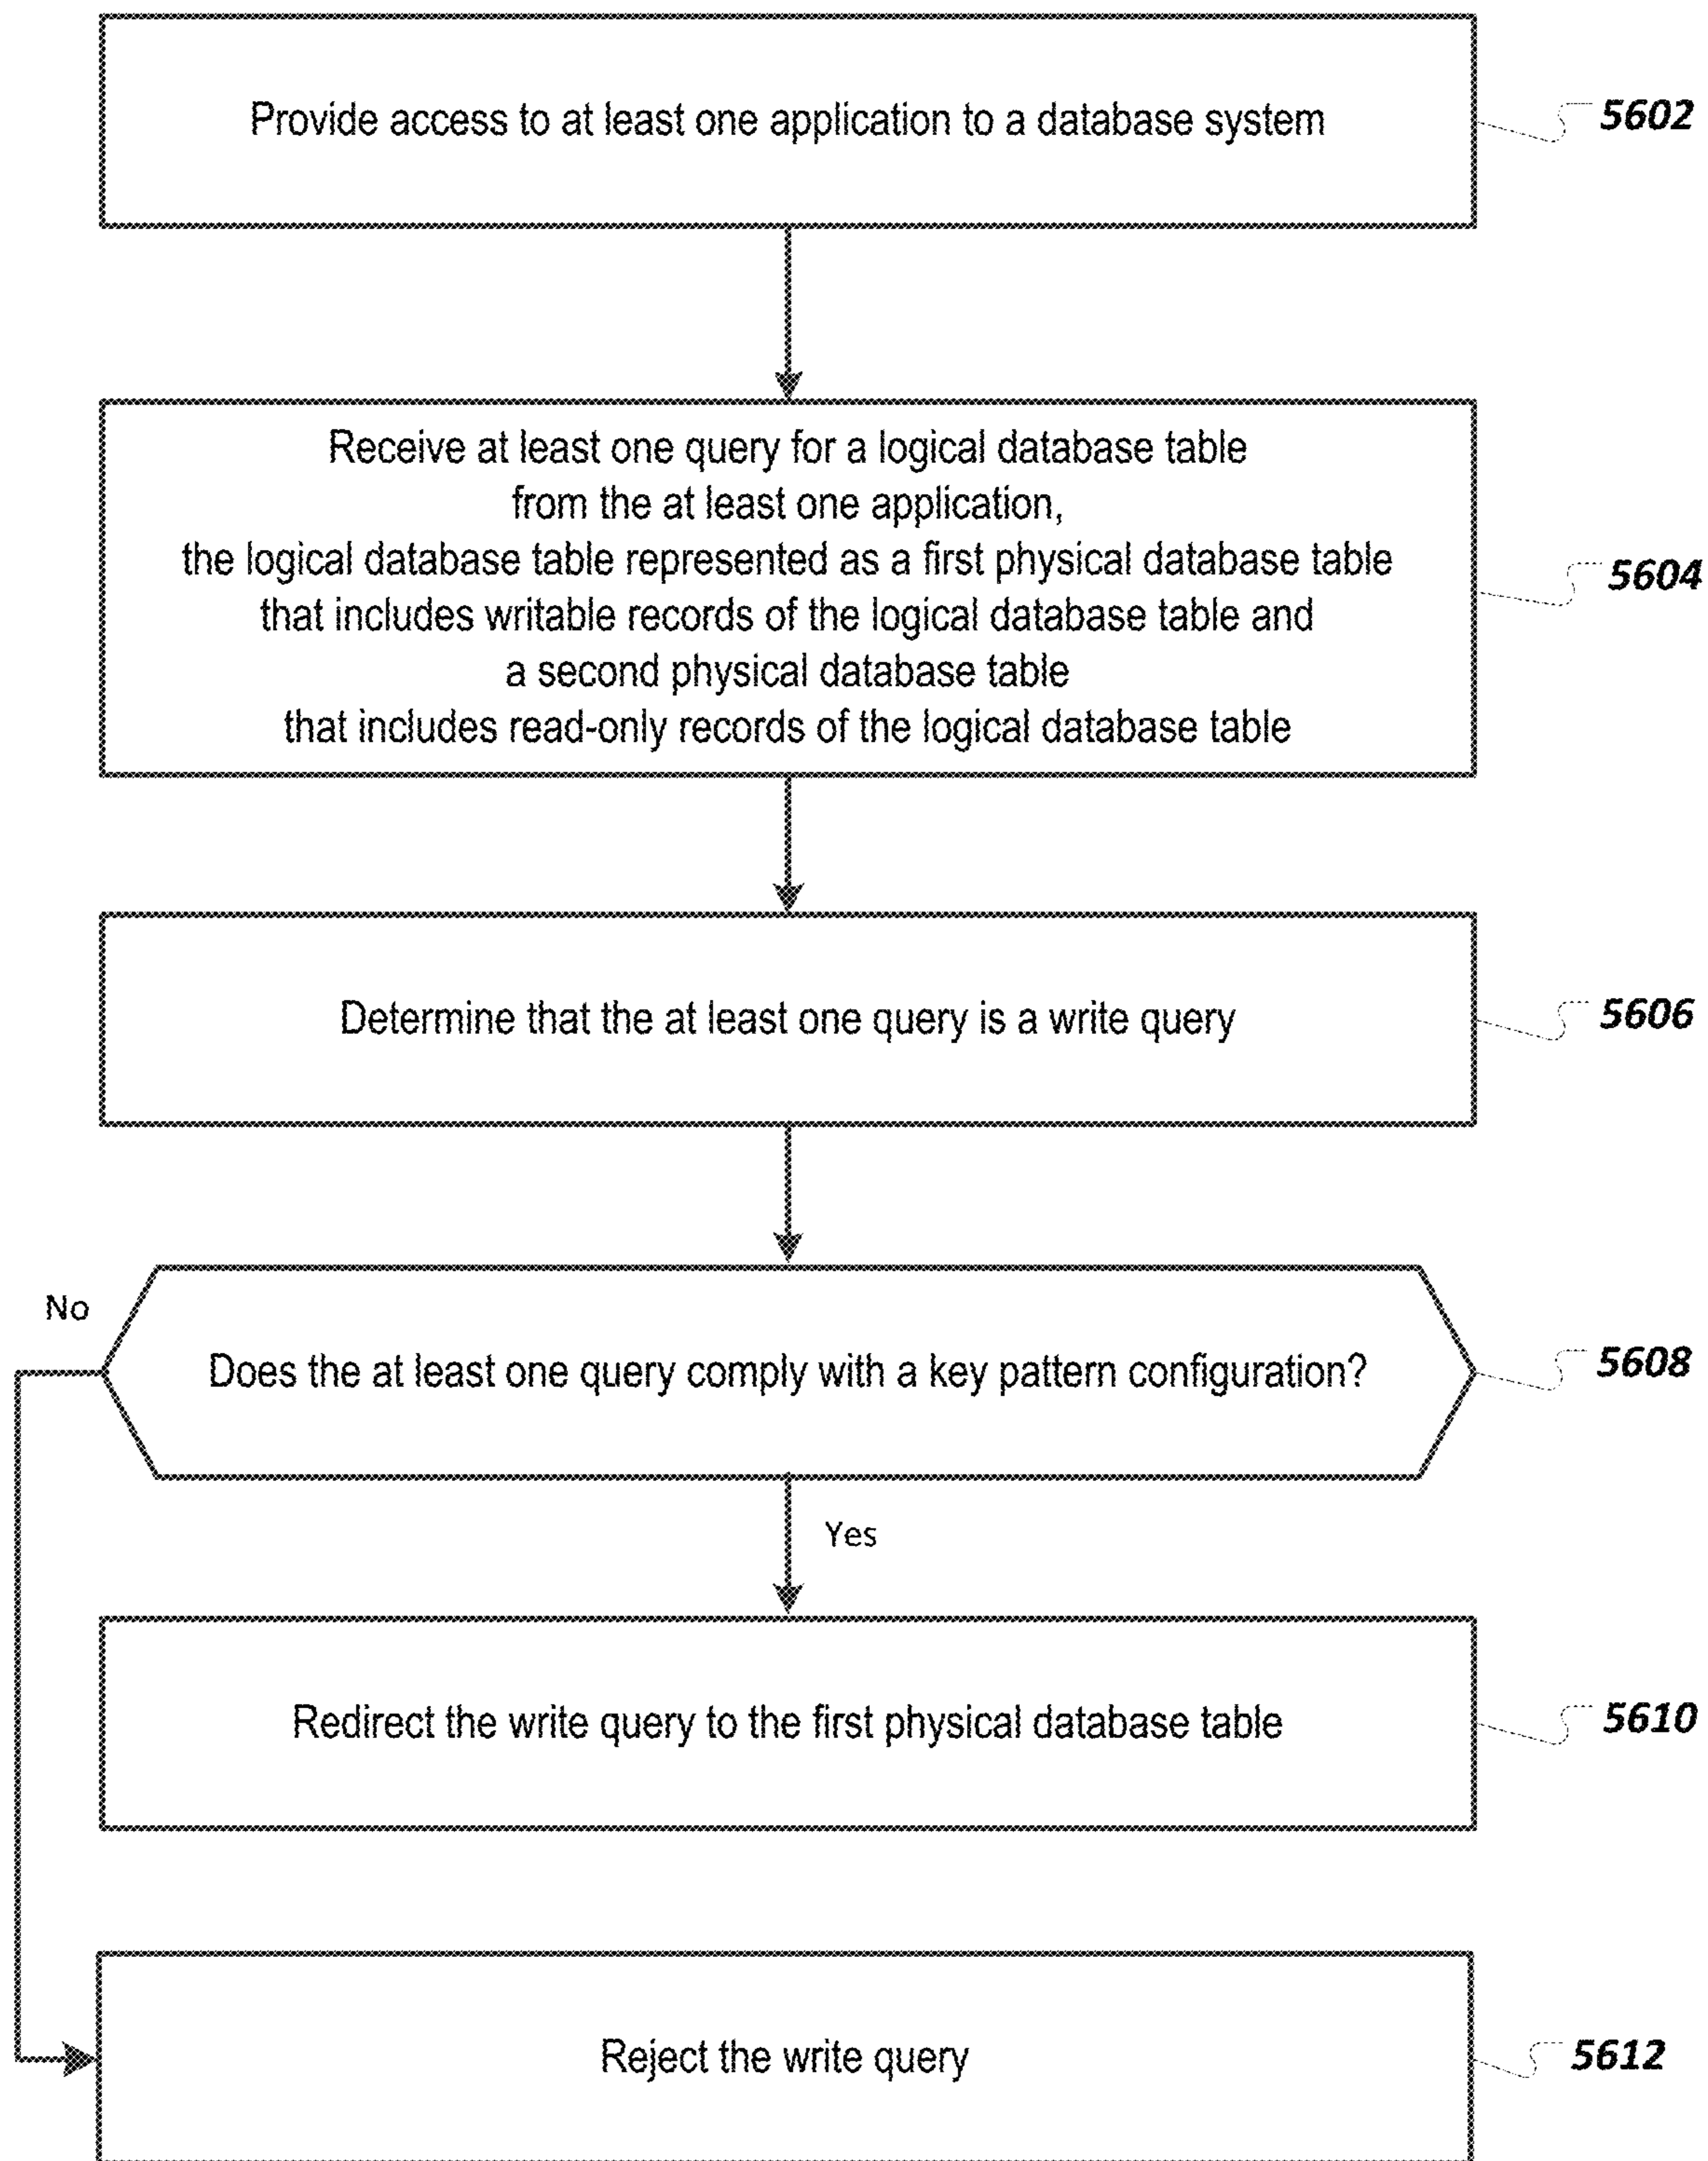 Provide access to at least one application to a database system
5602
Receive at least one query for a logical database table
from the at least one application,
the logical database table represented as a first physical database table
that includes writable records of the logical database table and
a second physical database table
that includes read-only records of the logical database table
5604
Determine that the at least one query is a write query
5606
No
Does the at least one query comply with a key pattern configuration?
5608
Yes
Redirect the write query to the first physical database table
5610
Reject the write query
5612